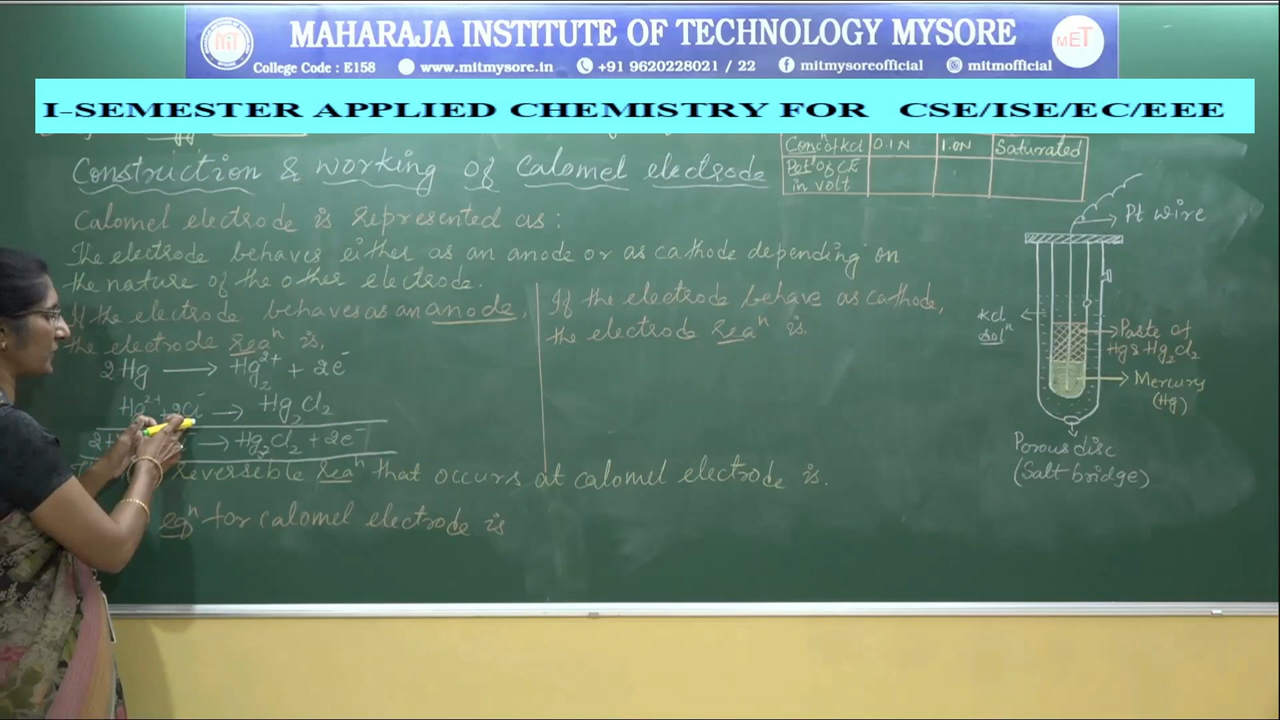 MAHARAJA INSTITUTE OF TECHNOLOGY MYSORE
MiT
MET
College Code : E158 www.mitmysore.in +91 9620228021 / 22 mitmysoreofficial mitmofficial
I-SEMESTER APPLIED CHEMISTRY FOR CSE/ISE/EC/EEE
Concⁿ of kcl 0.1N 1.0N Saturated
Potˡ of CE
in volt
Construction & working of Calomel electrode
Calomel electrode is represented as:
The electrode behaves either as an anode or as cathode depending on
the nature of the other electrode.
If the electrode behaves as an anode,
the electrode reaⁿ is,
2Hg → Hg₂²⁺ + 2e⁻
Hg₂²⁺ + 2Cl⁻ → Hg₂Cl₂
→ Hg₂Cl₂ + 2e⁻
If the electrode behave as cathode,
the electrode reaⁿ is.
reversible reaⁿ that occurs at calomel electrode is.
eqⁿ for calomel electrode is
Pt wire
kcl
solⁿ
Paste of
Hg & Hg₂Cl₂
Mercury
(Hg)
Porous disc
(Salt bridge)